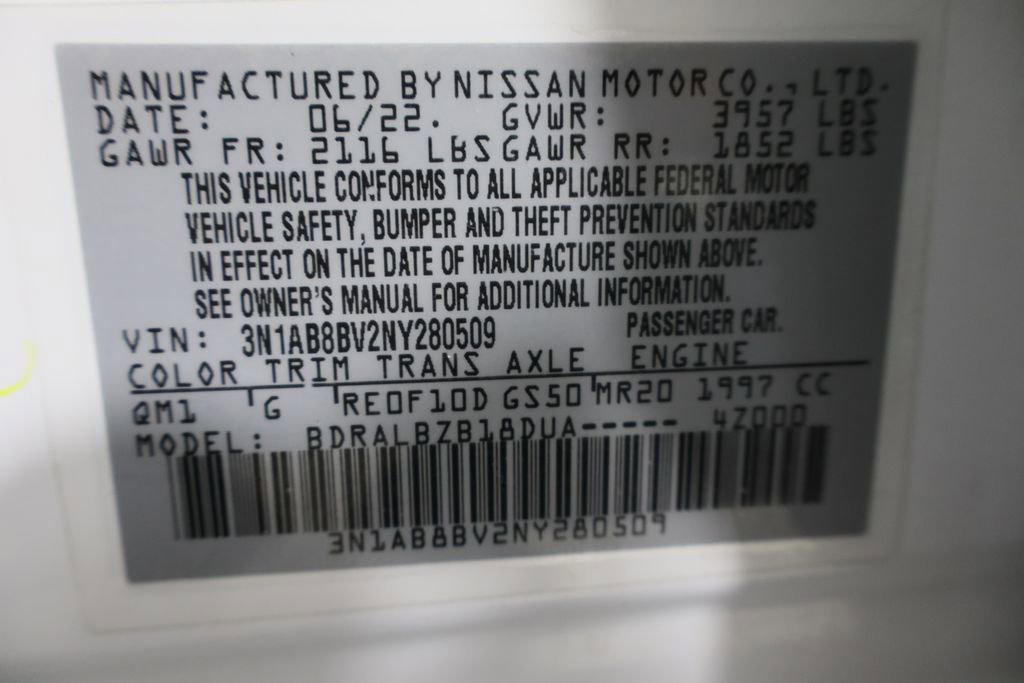 MANUFACTURED BY NISSAN MOTOR CO., LTD.
DATE: 06/22. GVWR: 3957 LBS
GAWR FR: 2116 LBS GAWR RR: 1852 LBS
THIS VEHICLE CONFORMS TO ALL APPLICABLE FEDERAL MOTOR
VEHICLE SAFETY, BUMPER AND THEFT PREVENTION STANDARDS
IN EFFECT ON THE DATE OF MANUFACTURE SHOWN ABOVE.
SEE OWNER'S MANUAL FOR ADDITIONAL INFORMATION.
VIN: 3N1AB8BV2NY280509 PASSENGER CAR.
COLOR TRIM TRANS AXLE ENGINE
QM1 G RE0F10D GS50 MR20 1997 CC
MODEL: BDRALBZB18DUA----- 4Z000
3N1AB8BV2NY280509